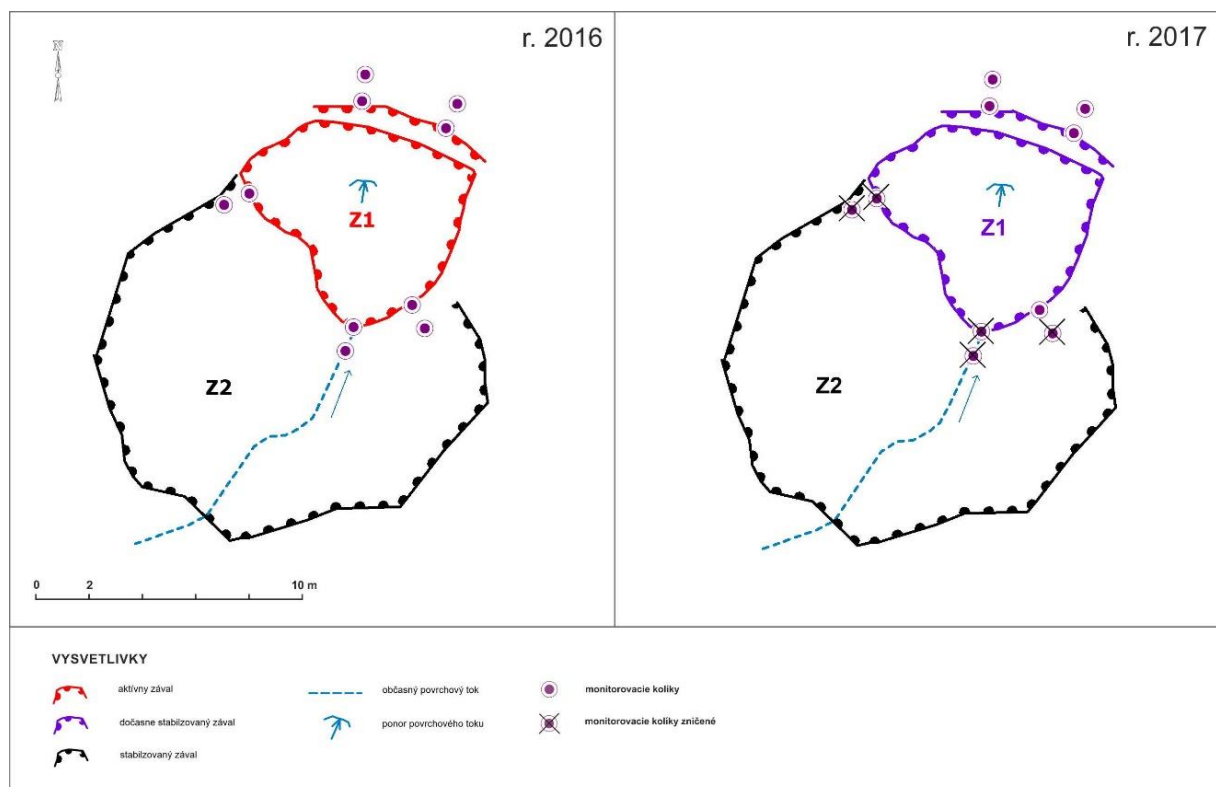 r. 2016
r. 2017
Z1
Z1
Z2
Z2
0 2 10 m
VYSVETLIVKY
aktívny zával
občasný povrchový tok
monitorovacie kolíky
dočasne stabilzovaný zával
ponor povrchového toku
monitorovacie kolíky zničené
stabilzovaný zával